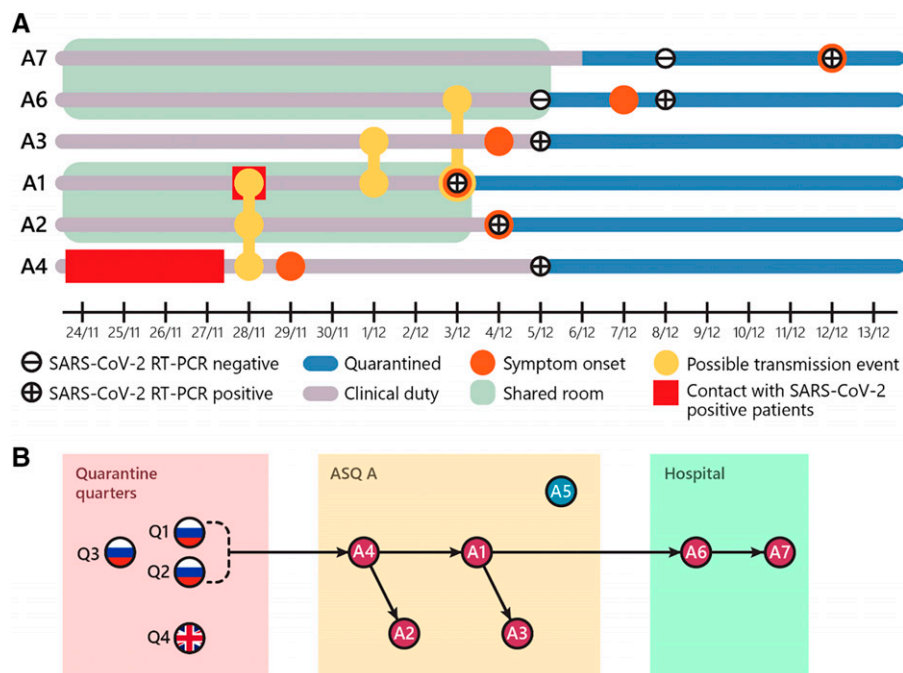 A
A7
A6
A3
A1
A2
A4
24/11 25/11 26/11 27/11 28/11 29/11 30/11 1/12 2/12 3/12 4/12 5/12 6/12 7/12 8/12 9/12 10/12 11/12 12/12 13/12
SARS-CoV-2 RT-PCR negative Quarantined Symptom onset Possible transmission event
SARS-CoV-2 RT-PCR positive Clinical duty Shared room Contact with SARS-CoV-2
positive patients
B
Quarantine ASQ A Hospital
quarters
A5
Q1
Q3 A4 A1 A6 A7
Q2
Q4 A2 A3